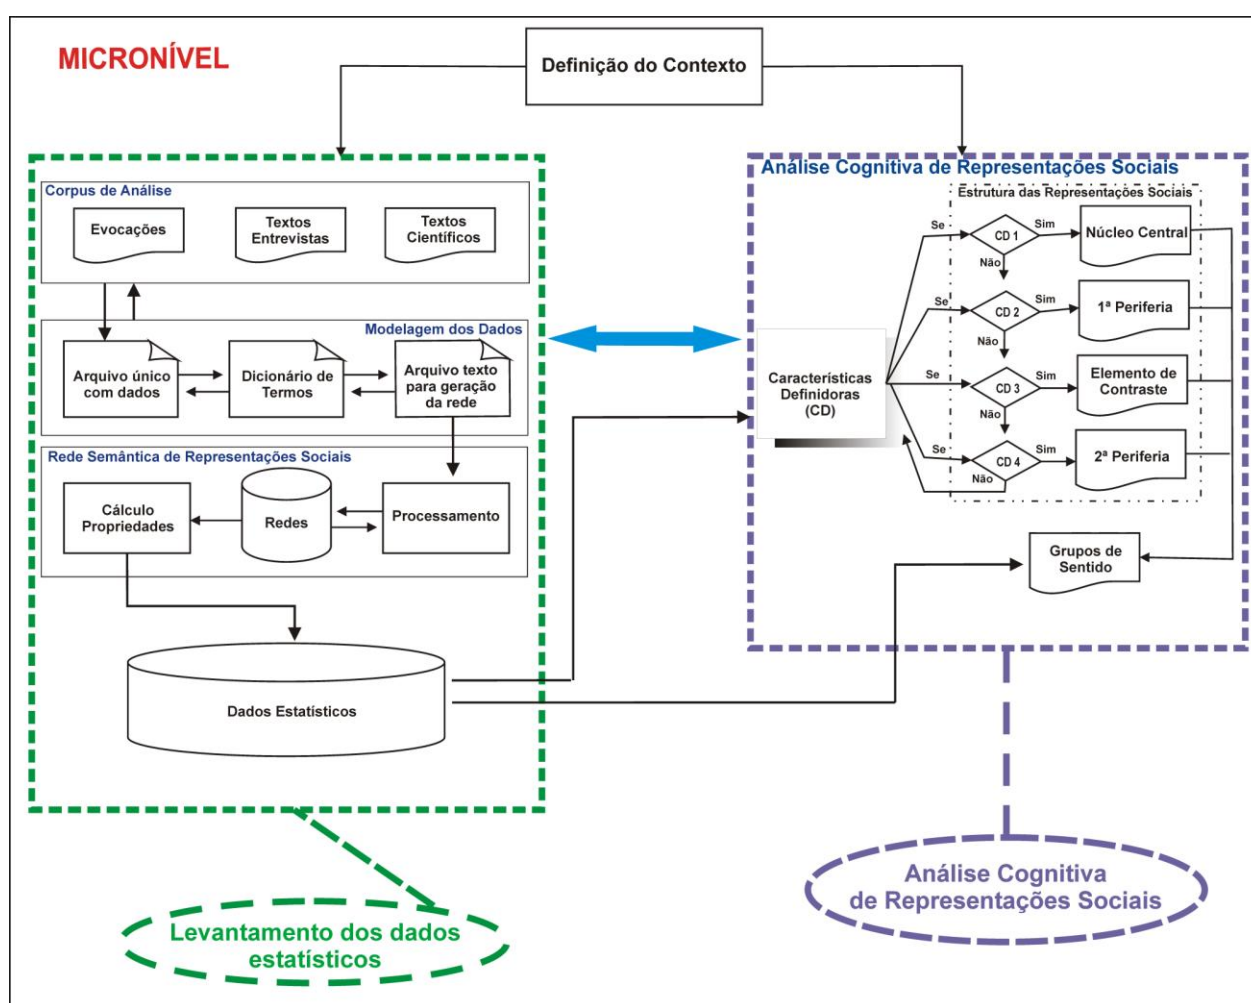 MICRONÍVEL
Definição do Contexto
Corpus de Análise
Evocações
Textos
Entrevistas
Textos
Científicos
Modelagem dos Dados
Arquivo único
com dados
Dicionário de
Termos
Arquivo texto
para geração
da rede
Rede Semântica de Representações Sociais
Cálculo
Propriedades
Redes
Processamento
Dados Estatísticos
Levantamento dos dados
estatísticos
Análise Cognitiva de Representações Sociais
Estrutura das Representações Sociais
Características
Definidoras
(CD)
Se
CD 1
Sim
Núcleo Central
Não
Se
CD 2
Sim
1ª Periferia
Não
Se
CD 3
Sim
Elemento de
Contraste
Não
Se
CD 4
Sim
2ª Periferia
Não
Grupos de
Sentido
Análise Cognitiva
de Representações Sociais